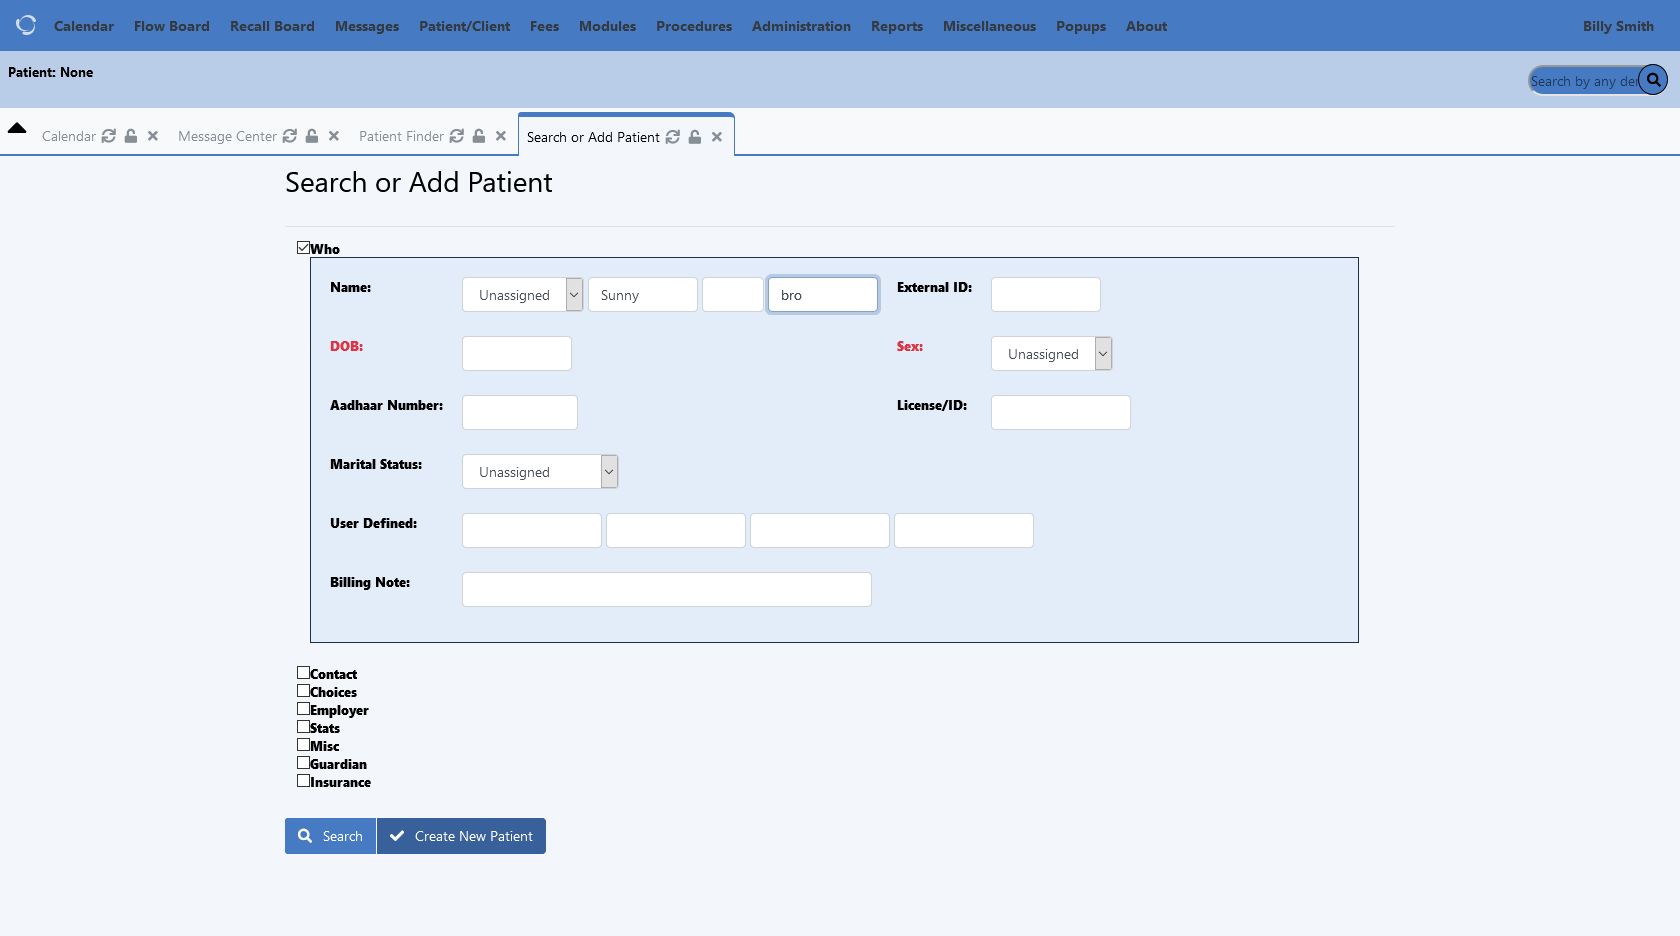 Calendar Flow Board Recall Board Messages Patient/Client Fees Modules Procedures Administration Reports Miscellaneous Popups About Billy Smith
Patient: None
Search by any der
Calendar Message Center Patient Finder Search or Add Patient
Search or Add Patient
Who
Name: Unassigned Sunny bro External ID:
DOB: Sex: Unassigned
Aadhaar Number: License/ID:
Marital Status: Unassigned
User Defined:
Billing Note:
Contact
Choices
Employer
Stats
Misc
Guardian
Insurance
Search Create New Patient